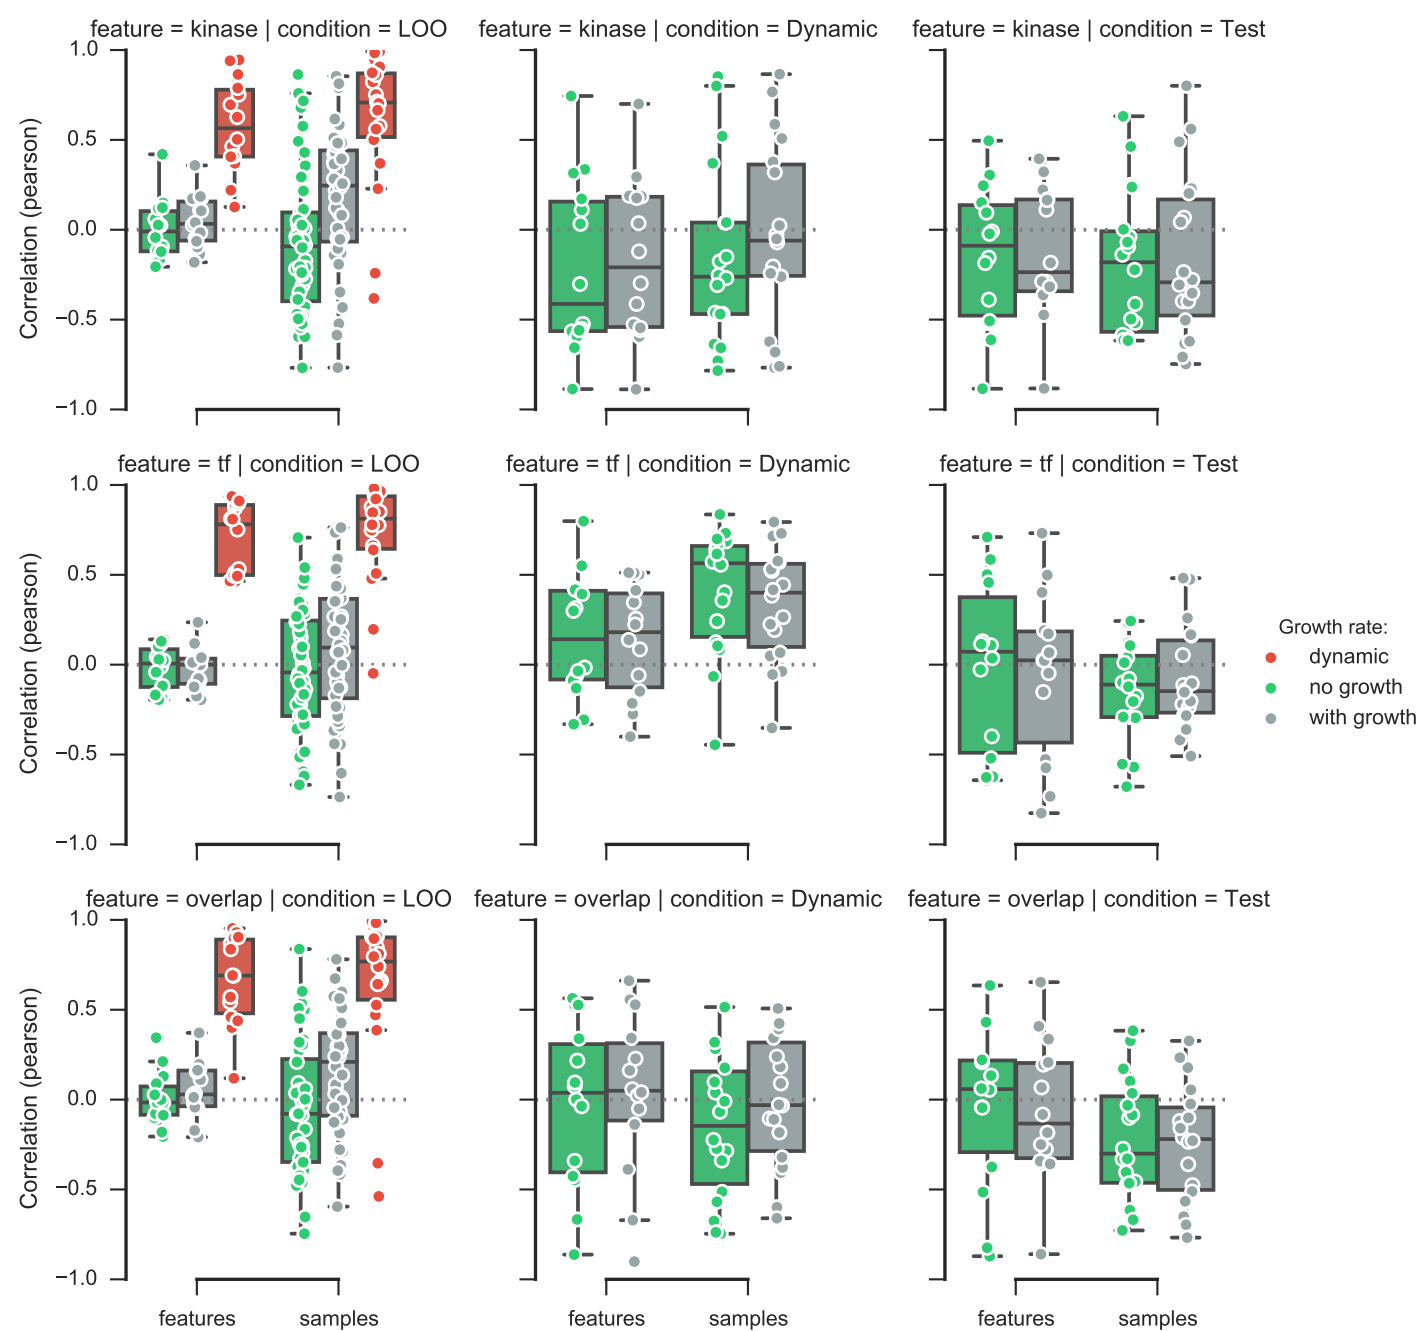 feature = kinase | condition = LOO
feature = kinase | condition = Dynamic
feature = kinase | condition = Test
1.0
0.5
0.0
−0.5
−1.0
Correlation (pearson)
feature = tf | condition = LOO
feature = tf | condition = Dynamic
feature = tf | condition = Test
1.0
0.5
0.0
−0.5
−1.0
Correlation (pearson)
Growth rate:
dynamic
no growth
with growth
feature = overlap | condition = LOO
feature = overlap | condition = Dynamic
feature = overlap | condition = Test
1.0
0.5
0.0
−0.5
−1.0
Correlation (pearson)
features
samples
features
samples
features
samples